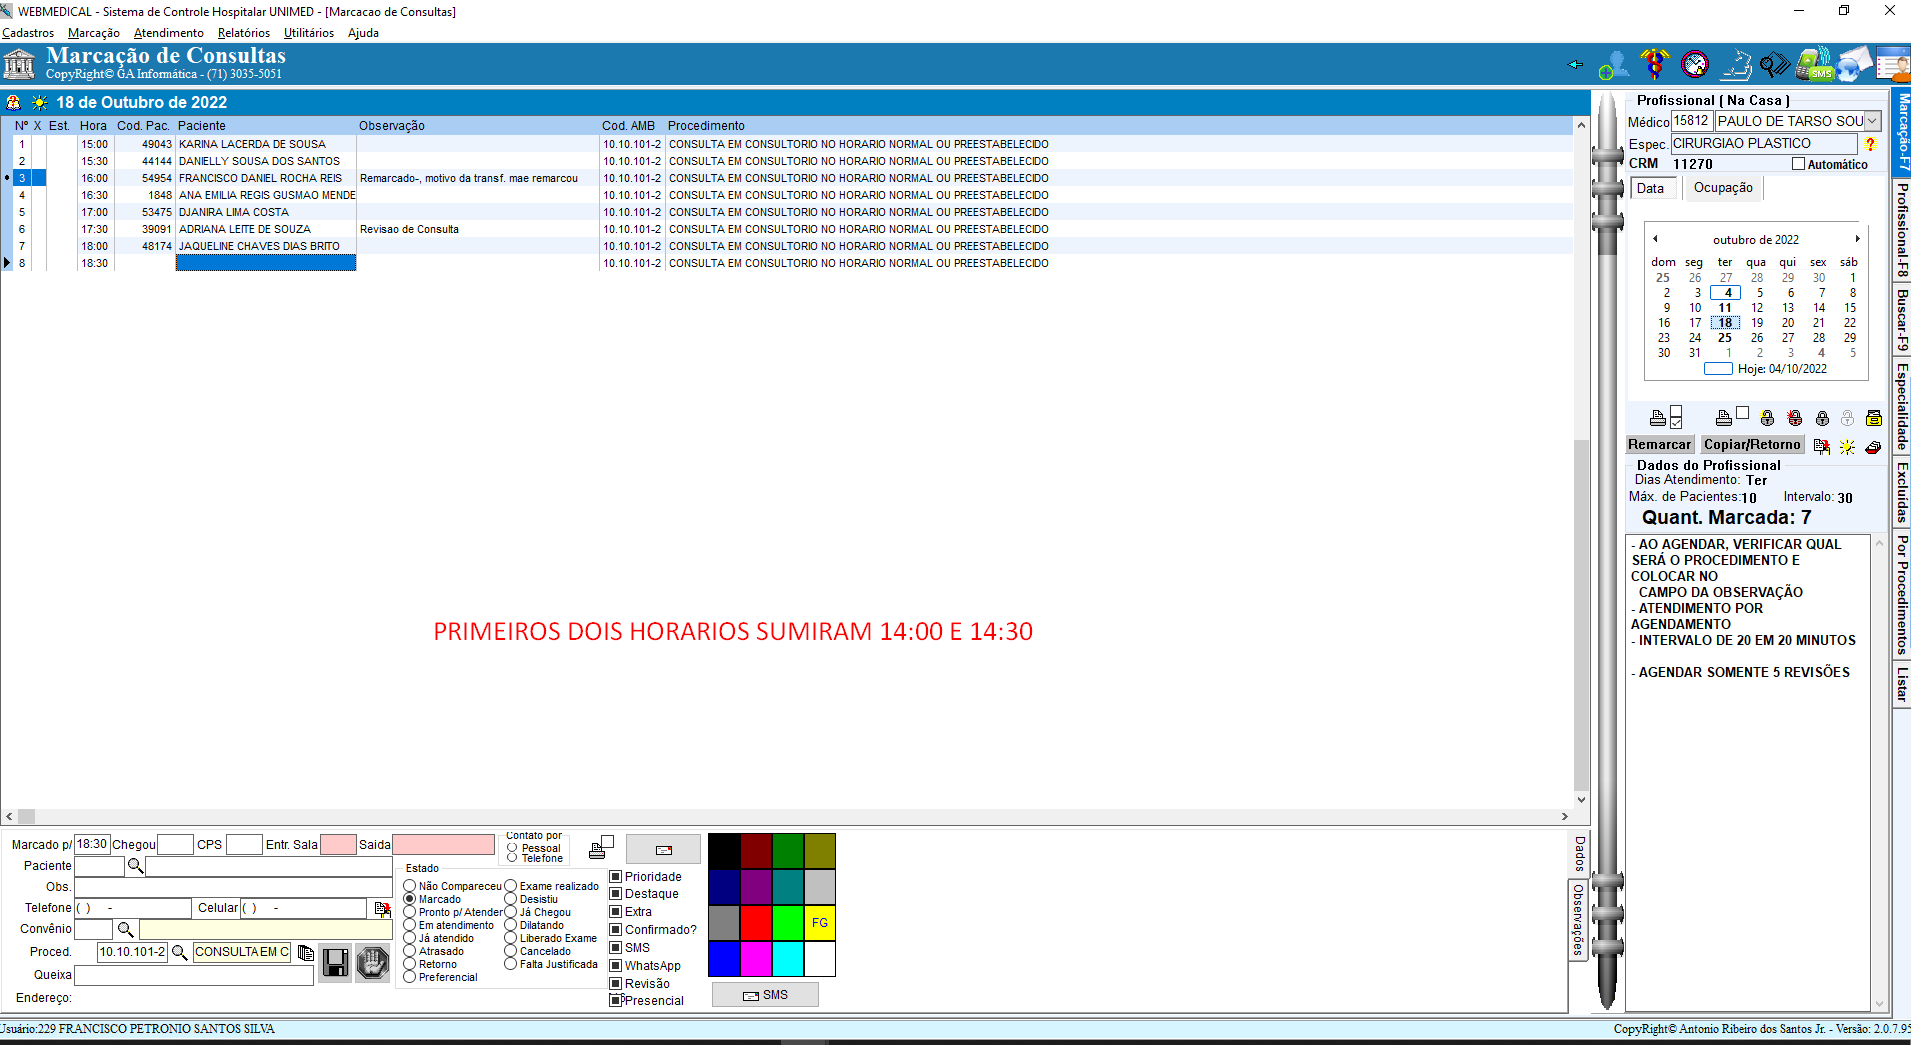 WEBMEDICAL - Sistema de Controle Hospitalar UNIMED - [Marcacao de Consultas]
Cadastros Marcação Atendimento Relatórios Utilitários Ajuda
Marcação de Consultas
CopyRight© GA Informática - (71) 3035-5051
SMS
18 de Outubro de 2022
Nº X Est. Hora Cod. Pac. Paciente Observação Cod. AMB Procedimento
1 15:00 49043 KARINA LACERDA DE SOUSA 10.10.101-2 CONSULTA EM CONSULTORIO NO HORARIO NORMAL OU PREESTABELECIDO
2 15:30 44144 DANIELLY SOUSA DOS SANTOS 10.10.101-2 CONSULTA EM CONSULTORIO NO HORARIO NORMAL OU PREESTABELECIDO
3 16:00 54954 FRANCISCO DANIEL ROCHA REIS Remarcado-, motivo da transf. mae remarcou 10.10.101-2 CONSULTA EM CONSULTORIO NO HORARIO NORMAL OU PREESTABELECIDO
4 16:30 1848 ANA EMILIA REGIS GUSMAO MENDE 10.10.101-2 CONSULTA EM CONSULTORIO NO HORARIO NORMAL OU PREESTABELECIDO
5 17:00 53475 DJANIRA LIMA COSTA 10.10.101-2 CONSULTA EM CONSULTORIO NO HORARIO NORMAL OU PREESTABELECIDO
6 17:30 39091 ADRIANA LEITE DE SOUZA Revisao de Consulta 10.10.101-2 CONSULTA EM CONSULTORIO NO HORARIO NORMAL OU PREESTABELECIDO
7 18:00 48174 JAQUELINE CHAVES DIAS BRITO 10.10.101-2 CONSULTA EM CONSULTORIO NO HORARIO NORMAL OU PREESTABELECIDO
8 18:30 10.10.101-2 CONSULTA EM CONSULTORIO NO HORARIO NORMAL OU PREESTABELECIDO
PRIMEIROS DOIS HORARIOS SUMIRAM 14:00 E 14:30
Profissional ( Na Casa )
Médico 15812 PAULO DE TARSO SOU
Espec. CIRURGIAO PLASTICO ?
CRM 11270 Automático
Data Ocupação
outubro de 2022
dom seg ter qua qui sex sáb
25 26 27 28 29 30 1
2 3 4 5 6 7 8
9 10 11 12 13 14 15
16 17 18 19 20 21 22
23 24 25 26 27 28 29
30 31 1 2 3 4 5
Hoje: 04/10/2022
Remarcar Copiar/Retorno
Dados do Profissional
Dias Atendimento: Ter
Máx. de Pacientes: 10 Intervalo: 30
Quant. Marcada: 7
- AO AGENDAR, VERIFICAR QUAL
SERÁ O PROCEDIMENTO E
COLOCAR NO
CAMPO DA OBSERVAÇÃO
- ATENDIMENTO POR
AGENDAMENTO
- INTERVALO DE 20 EM 20 MINUTOS
- AGENDAR SOMENTE 5 REVISÕES
Marcação-F7
Profissional-F8
Buscar-F9
Especialidade
Excluídas
Por Procedimentos
Listar
Marcado p/ 18:30 Chegou CPS Entr. Sala Saida
Paciente
Obs.
Telefone ( ) - Celular ( ) -
Convênio
Proced. 10.10.101-2 CONSULTA EM C
Queixa
Endereço:
Contato por
Pessoal
Telefone
Estado
Não Compareceu Exame realizado
Marcado Desistiu
Pronto p/ Atender Já Chegou
Em atendimento Dilatando
Já atendido Liberado Exame
Atrasado Cancelado
Retorno Falta Justificada
Preferencial
Prioridade
Destaque
Extra
Confirmado?
SMS
WhatsApp
Revisão
Presencial
FG
SMS
Dados
Observações
Usuário:229 FRANCISCO PETRONIO SANTOS SILVA
CopyRight© Antonio Ribeiro dos Santos Jr. - Versão: 2.0.7.95